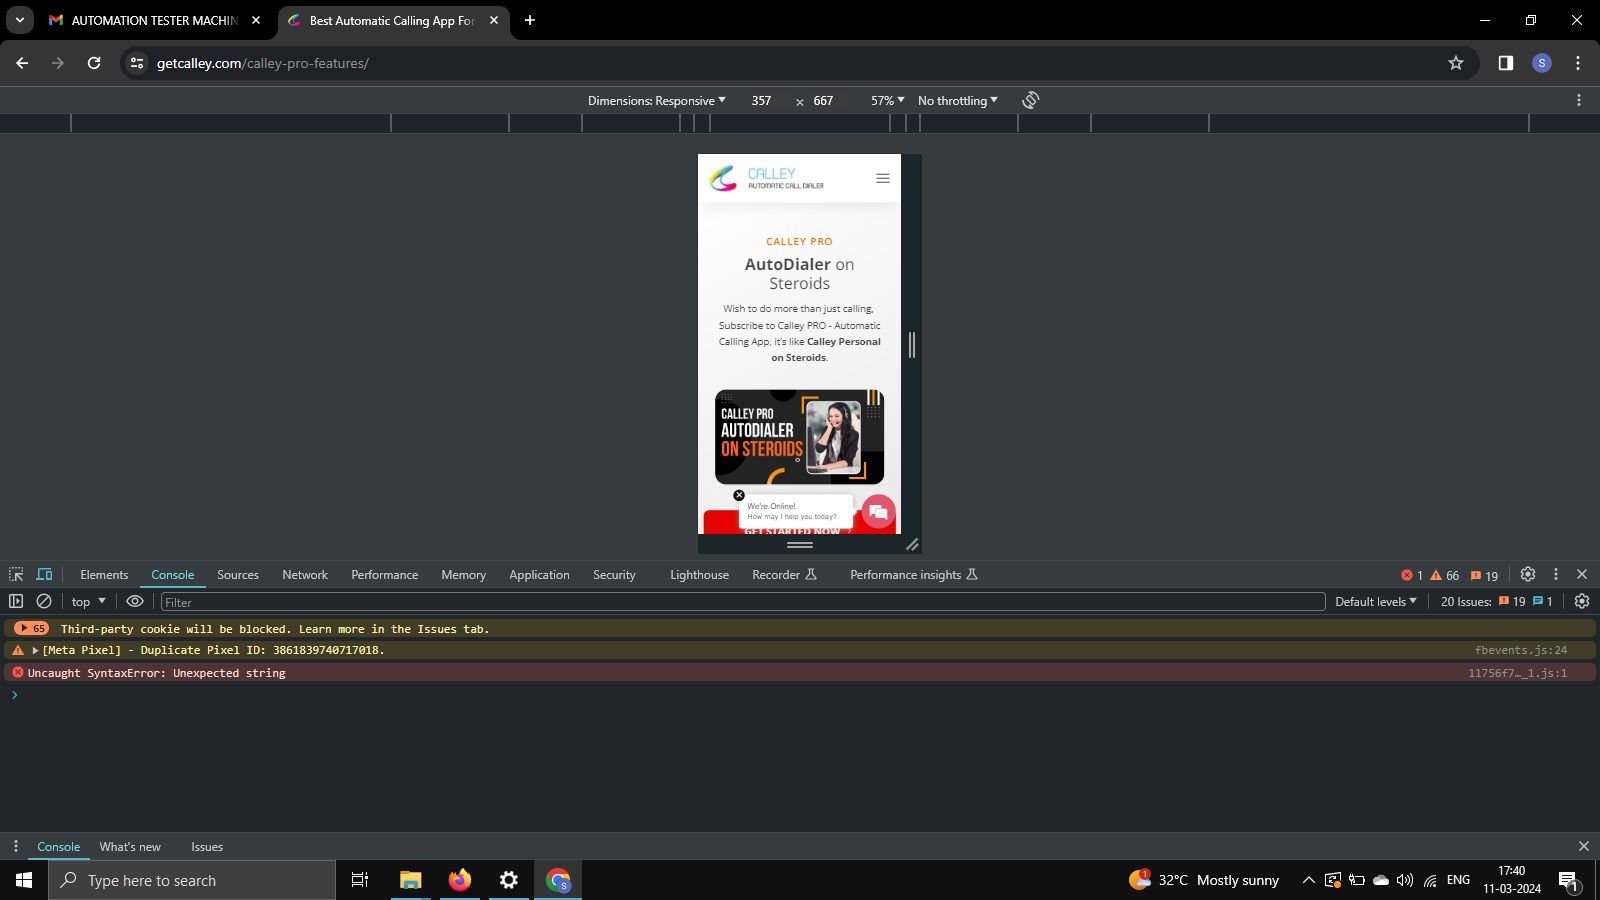 AUTOMATION TESTER MACHIN
Best Automatic Calling App For
getcalley.com/calley-pro-features/
S
Dimensions: Responsive 357 × 667 57% No throttling
CALLEY
AUTOMATIC CALL DIALER
CALLEY PRO
AutoDialer on
Steroids
Wish to do more than just calling,
Subscribe to Calley PRO - Automatic
Calling App, it's like Calley Personal
on Steroids.
CALLEY PRO
AUTODIALER
ON STEROIDS
We're Online!
How may I help you today?
GET STARTED NOW
Elements Console Sources Network Performance Memory Application Security Lighthouse Recorder Performance insights 1 66 19
top Filter Default levels 20 Issues: 19 1
65 Third-party cookie will be blocked. Learn more in the Issues tab.
[Meta Pixel] - Duplicate Pixel ID: 3861839740717018. fbevents.js:24
Uncaught SyntaxError: Unexpected string 11756f7…_1.js:1
Console What's new Issues
Type here to search
S
1
32°C Mostly sunny
ENG
17:40
11-03-2024
1